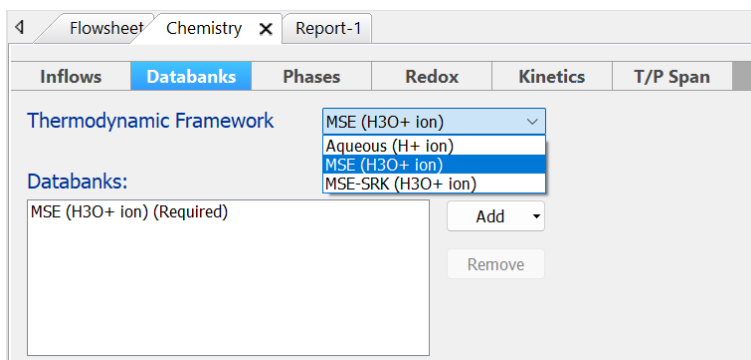 Flowsheet Chemistry X Report-1
Inflows Databanks Phases Redox Kinetics T/P Span
Thermodynamic Framework MSE (H3O+ ion)
Aqueous (H+ ion)
MSE (H3O+ ion)
MSE-SRK (H3O+ ion)
Databanks:
MSE (H3O+ ion) (Required)
Add
Remove